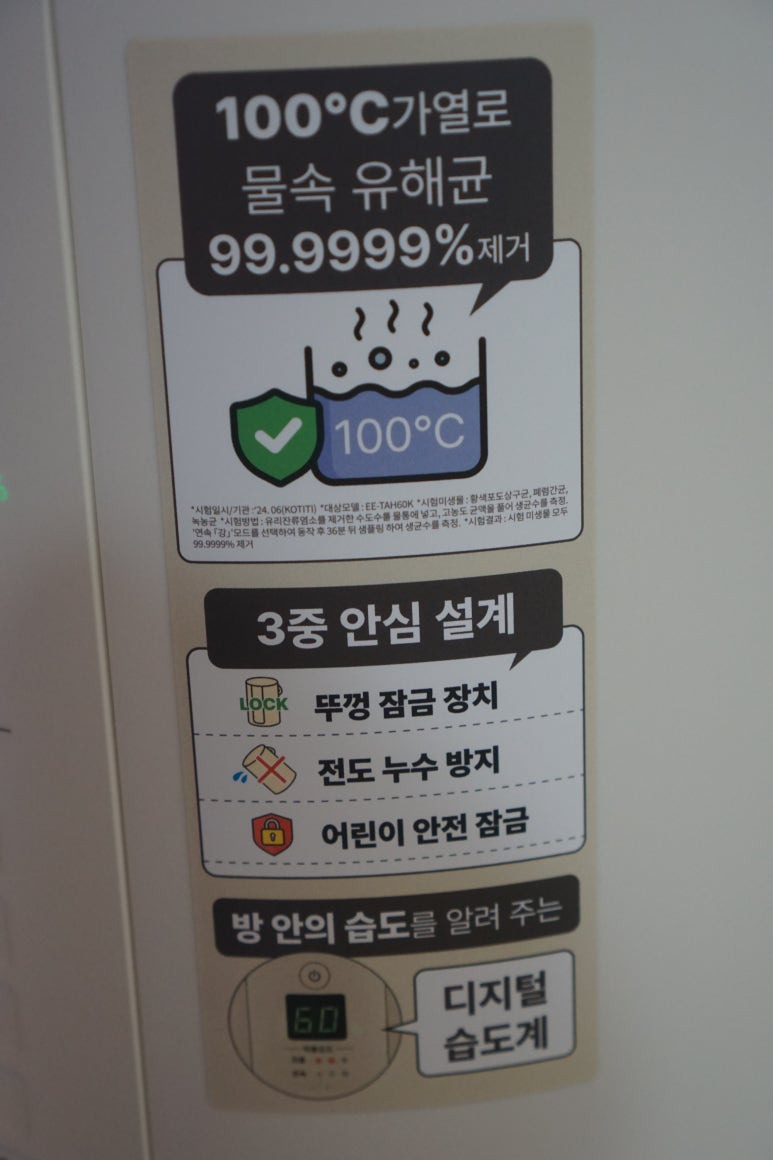 100°C가열로
물속 유해균
99.9999%제거
100°C
*시험일시/기관 :'24. 06(KOTITI) *대상모델 : EE-TAH60K *시험미생물 : 황색포도상구균, 폐렴간균,
녹농균 *시험방법 : 유리잔류염소를 제거한 수도수를 물통에 넣고, 고농도 균액을 풀어 생균수를 측정.
'연속 「강」'모드를 선택하여 동작 후 36분 뒤 샘플링 하여 생균수를 측정. *시험결과 : 시험 미생물 모두
99.9999% 제거
3중 안심 설계
LOCK
뚜껑 잠금 장치
전도 누수 방지
어린이 안전 잠금
방 안의 습도를 알려 주는
60
디지털
습도계